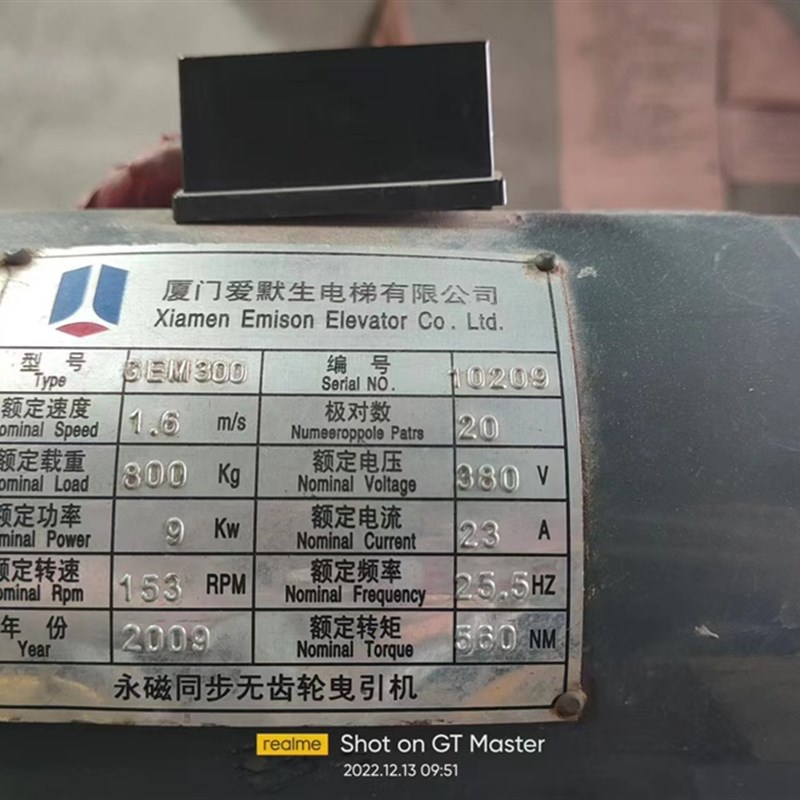 厦门爱默生电梯有限公司
Xiamen Emison Elevator Co. Ltd.
型 号 GEM300 编 号 10209
Type Serial NO.
额定速度 1.6 m/s 极对数 20
ominal Speed Numeeroppole Patrs
额定载重 800 Kg 额定电压 380 V
ominal Load Nominal Voltage
额定功率 9 Kw 额定电流 23 A
minal Power Nominal Current
额定转速 153 RPM 额定频率 25.5 HZ
ominal Rpm Nominal Frequency
年 份 2009 额定转矩 560 NM
Year Nominal Torque
永磁同步无齿轮曳引机
realme Shot on GT Master
2022.12.13 09:51